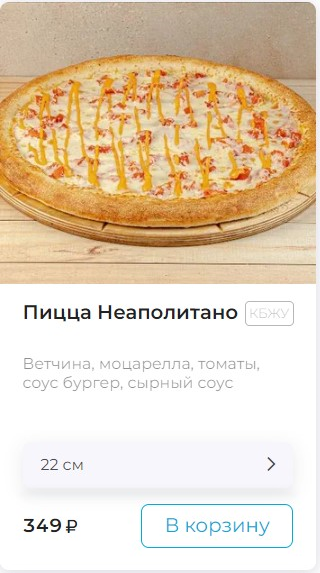 Пицца Неаполитано КБЖУ
Ветчина, моцарелла, томаты,
соус бургер, сырный соус
22 см
349 ₽ В корзину